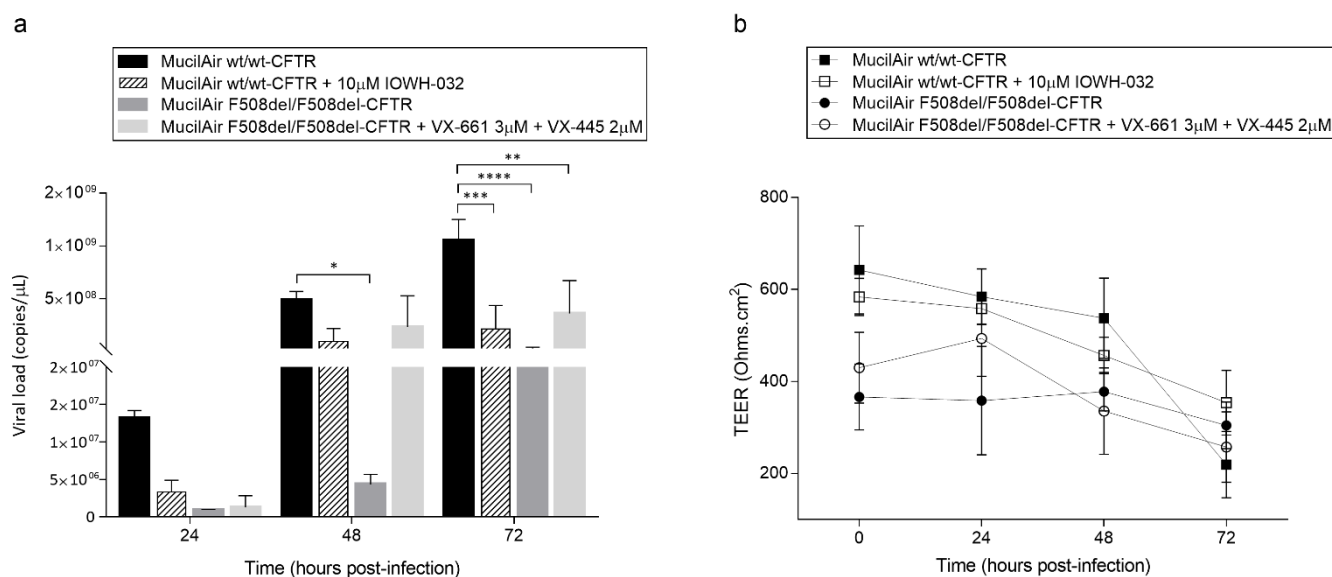 a
MucilAir wt/wt-CFTR
MucilAir wt/wt-CFTR + 10μM IOWH-032
MucilAir F508del/F508del-CFTR
MucilAir F508del/F508del-CFTR + VX-661 3μM + VX-445 2μM
Viral load (copies/μL)
2×10⁰⁹
1×10⁰⁹
5×10⁰⁸
2×10⁰⁷
2×10⁰⁷
1×10⁰⁷
5×10⁰⁶
0
*
**
****
***
24 48 72
Time (hours post-infection)
b
MucilAir wt/wt-CFTR
MucilAir wt/wt-CFTR + 10μM IOWH-032
MucilAir F508del/F508del-CFTR
MucilAir F508del/F508del-CFTR + VX-661 3μM + VX-445 2μM
TEER (Ohms.cm²)
800
600
400
200
0 24 48 72
Time (hours post-infection)